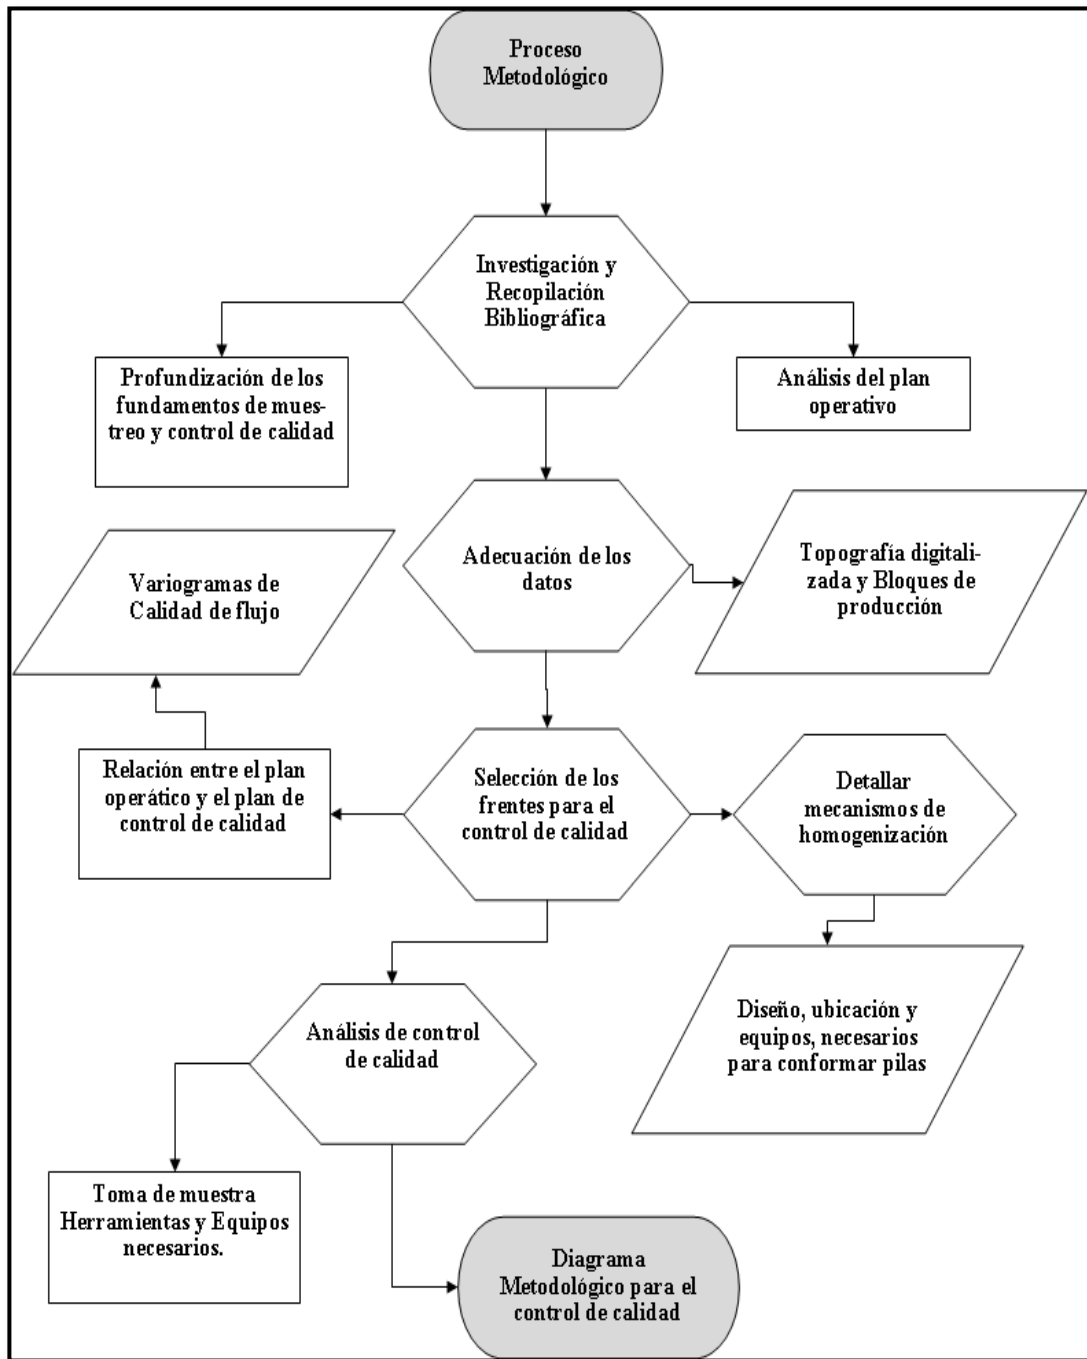 Proceso
Metodológico
Investigación y
Recopilación
Bibliográfica
Profundización de los
fundamentos de mues-
treo y control de calidad
Análisis del plan
operativo
Adecuación de los
datos
Topografía digitali-
zada y Bloques de
producción
Variogramas de
Calidad de flujo
Relación entre el plan
operático y el plan de
control de calidad
Selección de los
frentes para el
control de calidad
Detallar
mecanismos de
homogenización
Diseño, ubicación y
equipos, necesarios
para conformar pilas
Análisis de control
de calidad
Toma de muestra
Herramientas y Equipos
necesarios.
Diagrama
Metodológico para el
control de calidad